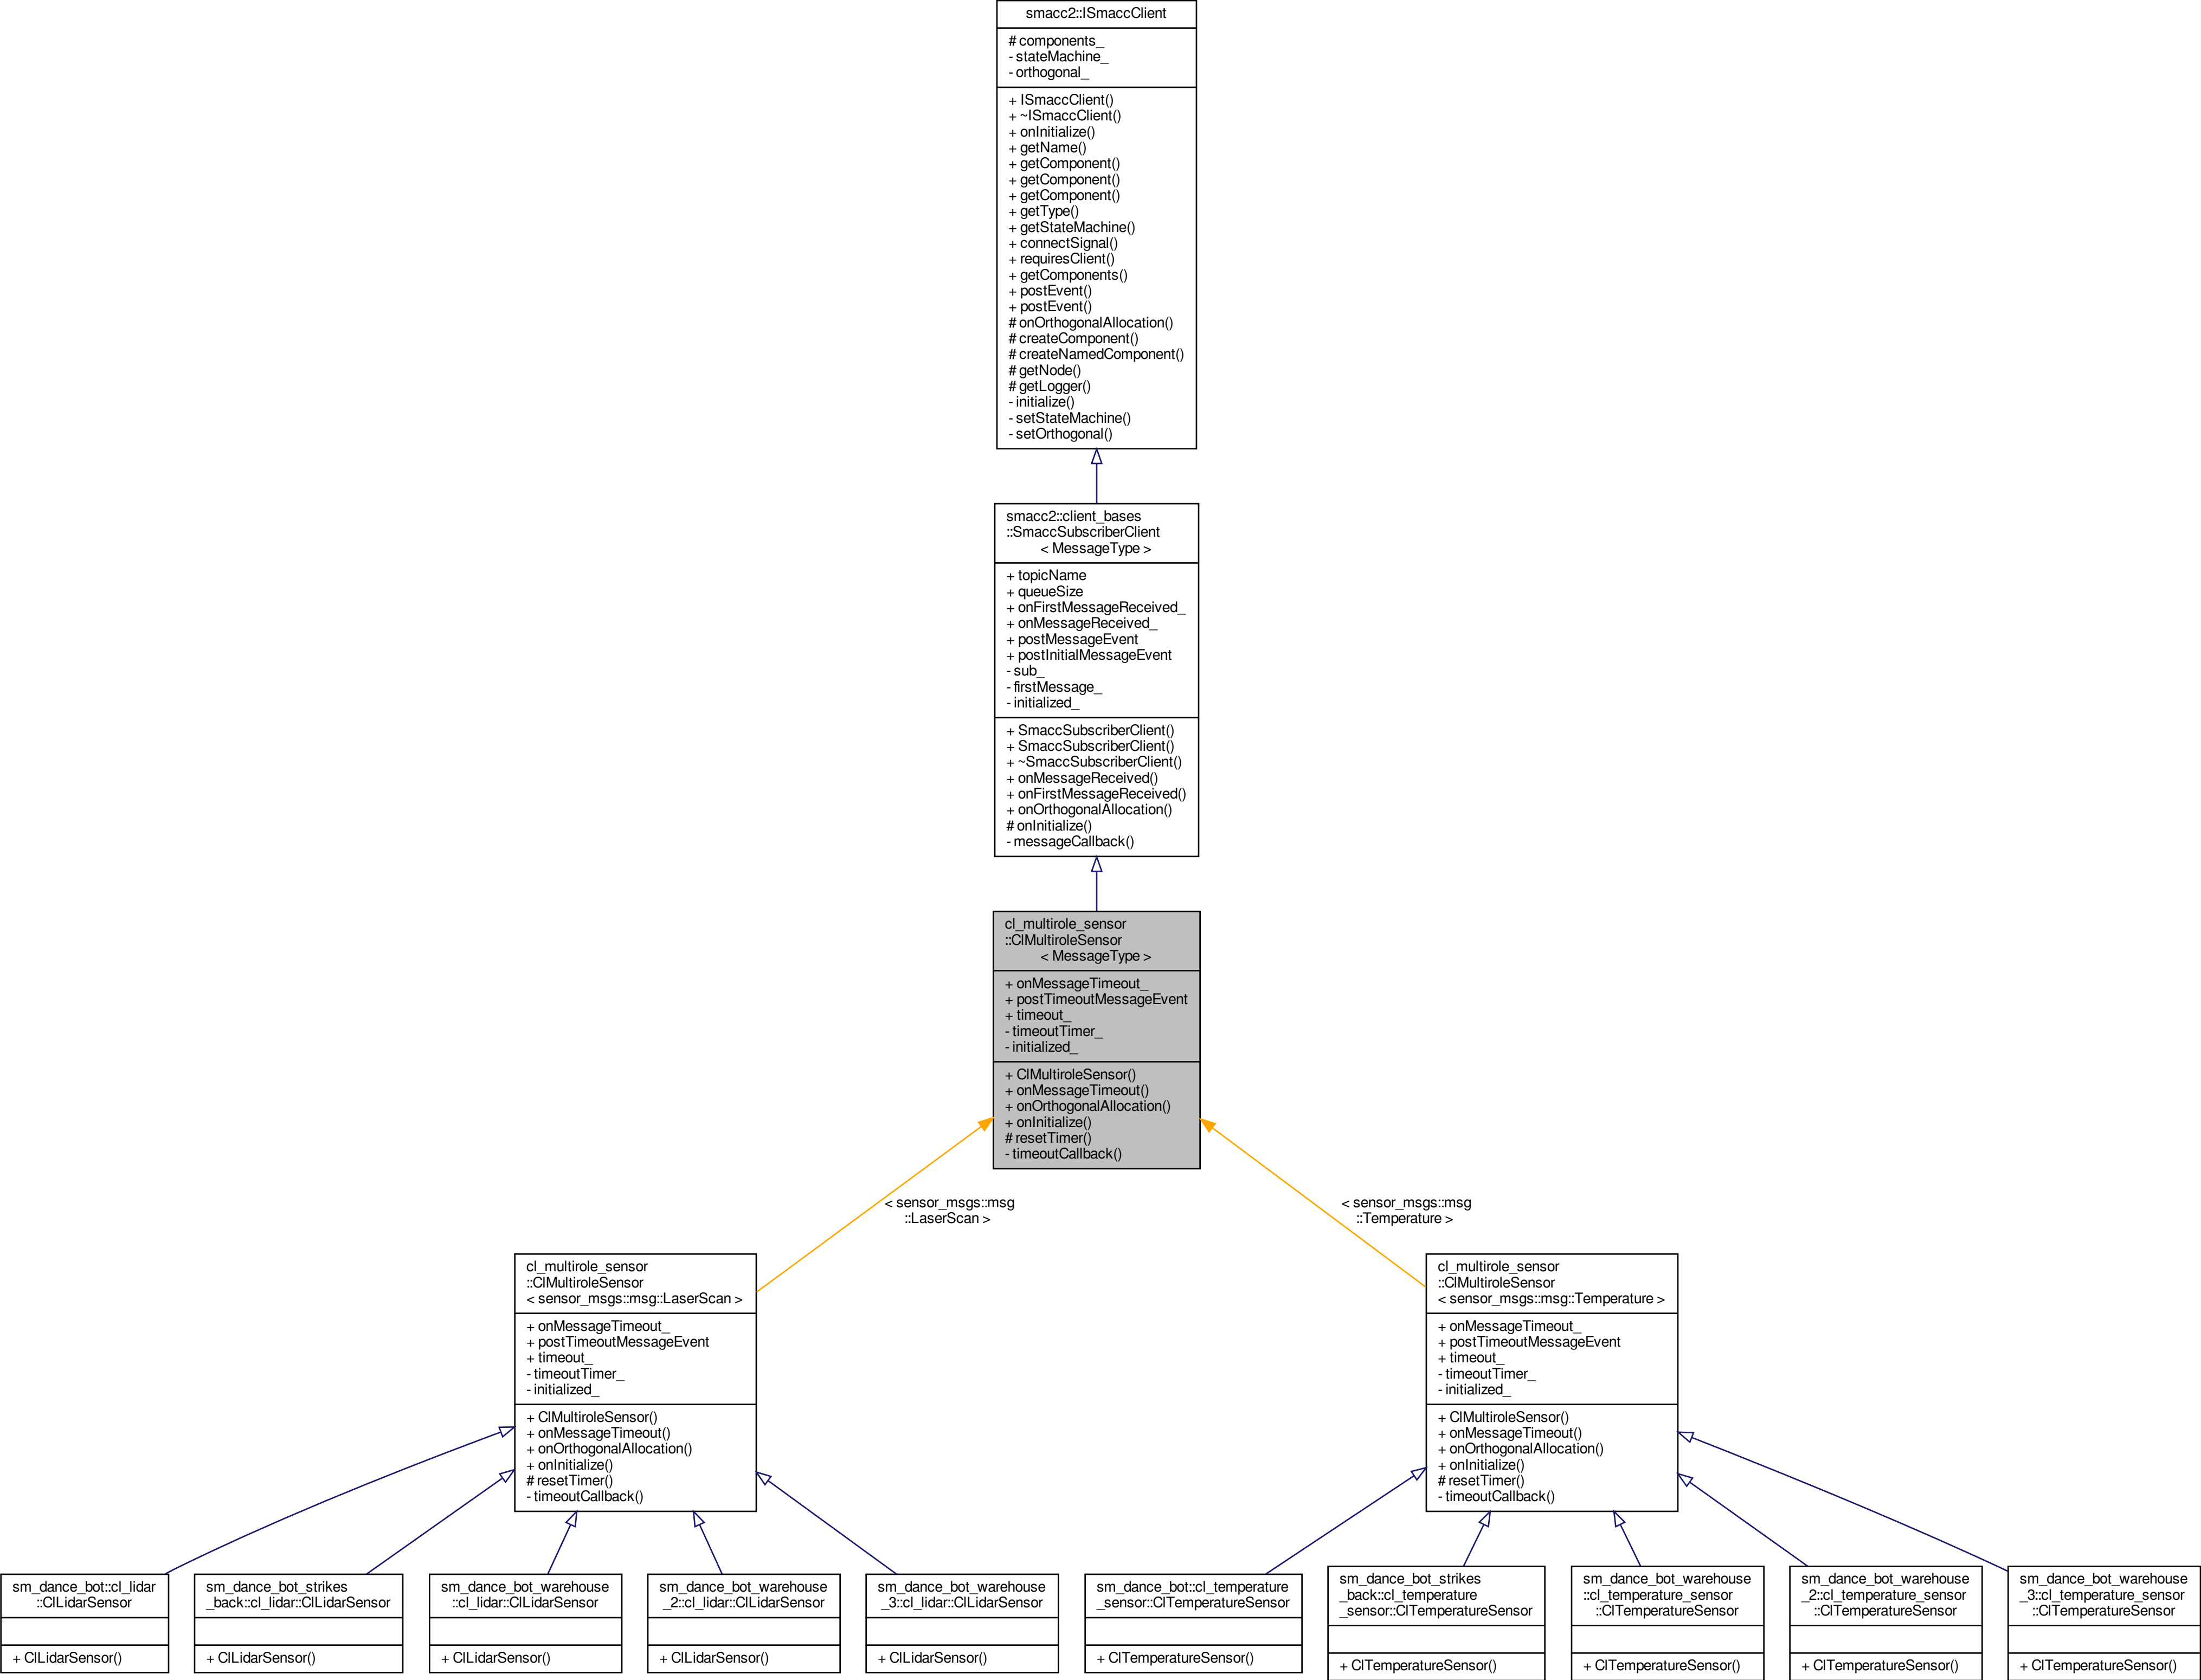 smacc2::ISmaccClient
# components_
- stateMachine_
- orthogonal_
+ ISmaccClient()
+ ~ISmaccClient()
+ onInitialize()
+ getName()
+ getComponent()
+ getComponent()
+ getComponent()
+ getType()
+ getStateMachine()
+ connectSignal()
+ requiresClient()
+ getComponents()
+ postEvent()
+ postEvent()
# onOrthogonalAllocation()
# createComponent()
# createNamedComponent()
# getNode()
# getLogger()
- initialize()
- setStateMachine()
- setOrthogonal()
smacc2::client_bases
::SmaccSubscriberClient
< MessageType >
+ topicName
+ queueSize
+ onFirstMessageReceived_
+ onMessageReceived_
+ postMessageEvent
+ postInitialMessageEvent
- sub_
- firstMessage_
- initialized_
+ SmaccSubscriberClient()
+ SmaccSubscriberClient()
+ ~SmaccSubscriberClient()
+ onMessageReceived()
+ onFirstMessageReceived()
+ onOrthogonalAllocation()
# onInitialize()
- messageCallback()
cl_multirole_sensor
::ClMultiroleSensor
< MessageType >
+ onMessageTimeout_
+ postTimeoutMessageEvent
+ timeout_
- timeoutTimer_
- initialized_
+ ClMultiroleSensor()
+ onMessageTimeout()
+ onOrthogonalAllocation()
+ onInitialize()
# resetTimer()
- timeoutCallback()
< sensor_msgs::msg
::LaserScan >
< sensor_msgs::msg
::Temperature >
cl_multirole_sensor
::ClMultiroleSensor
< sensor_msgs::msg::LaserScan >
+ onMessageTimeout_
+ postTimeoutMessageEvent
+ timeout_
- timeoutTimer_
- initialized_
+ ClMultiroleSensor()
+ onMessageTimeout()
+ onOrthogonalAllocation()
+ onInitialize()
# resetTimer()
- timeoutCallback()
cl_multirole_sensor
::ClMultiroleSensor
< sensor_msgs::msg::Temperature >
+ onMessageTimeout_
+ postTimeoutMessageEvent
+ timeout_
- timeoutTimer_
- initialized_
+ ClMultiroleSensor()
+ onMessageTimeout()
+ onOrthogonalAllocation()
+ onInitialize()
# resetTimer()
- timeoutCallback()
sm_dance_bot::cl_lidar
::ClLidarSensor
+ ClLidarSensor()
sm_dance_bot_strikes
_back::cl_lidar::ClLidarSensor
+ ClLidarSensor()
sm_dance_bot_warehouse
::cl_lidar::ClLidarSensor
+ ClLidarSensor()
sm_dance_bot_warehouse
_2::cl_lidar::ClLidarSensor
+ ClLidarSensor()
sm_dance_bot_warehouse
_3::cl_lidar::ClLidarSensor
+ ClLidarSensor()
sm_dance_bot::cl_temperature
_sensor::ClTemperatureSensor
+ ClTemperatureSensor()
sm_dance_bot_strikes
_back::cl_temperature
_sensor::ClTemperatureSensor
+ ClTemperatureSensor()
sm_dance_bot_warehouse
::cl_temperature_sensor
::ClTemperatureSensor
+ ClTemperatureSensor()
sm_dance_bot_warehouse
_2::cl_temperature_sensor
::ClTemperatureSensor
+ ClTemperatureSensor()
sm_dance_bot_warehouse
_3::cl_temperature_sensor
::ClTemperatureSensor
+ ClTemperatureSensor()